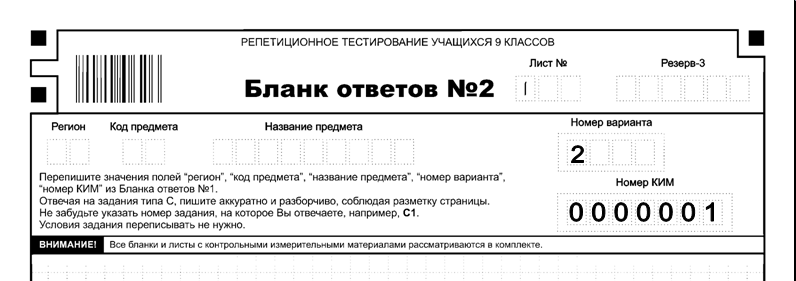 РЕПЕТИЦИОННОЕ ТЕСТИРОВАНИЕ УЧАЩИХСЯ 9 КЛАССОВ
Лист № Резерв-3
Бланк ответов №2 1
Регион Код предмета Название предмета Номер варианта
2
Перепишите значения полей “регион”, “код предмета”, “название предмета”, “номер варианта”,
“номер КИМ” из Бланка ответов №1.
Номер КИМ
Отвечая на задания типа С, пишите аккуратно и разборчиво, соблюдая разметку страницы.
Не забудьте указать номер задания, на которое Вы отвечаете, например, С1.
0000001
Условия задания переписывать не нужно.
ВНИМАНИЕ! Все бланки и листы с контрольными измерительными материалами рассматриваются в комплекте.